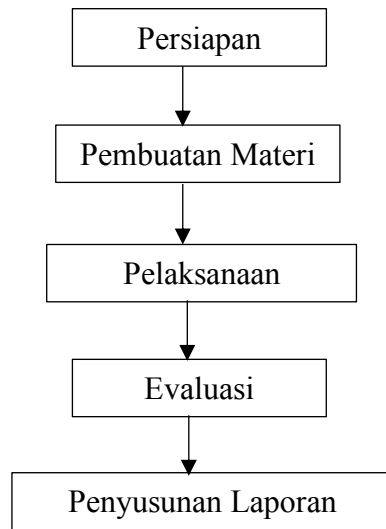 Persiapan
Pembuatan Materi
Pelaksanaan
Evaluasi
Penyusunan Laporan